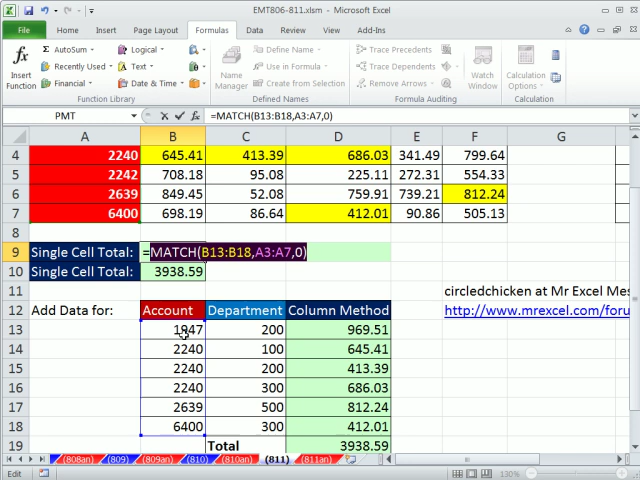 EMT806-811.xlsm - Microsoft Excel
File Home Insert Page Layout Formulas Data Review View Add-Ins
fx Insert Function
Σ AutoSum
Recently Used
Financial
Logical
Text
Date & Time
Function Library
Name Manager
Define Name
Use in Formula
Create from Selection
Defined Names
Trace Precedents
Trace Dependents
Remove Arrows
Formula Auditing
Watch Window
Calculation Options
Calculation
PMT fx =MATCH(B13:B18,A3:A7,0)
A B C D E F G
4 2240 645.41 413.39 686.03 341.49 799.64
5 2242 708.18 95.08 225.11 272.31 554.33
6 2639 849.45 52.08 759.91 739.21 812.24
7 6400 698.19 86.64 412.01 90.86 505.13
8
9 Single Cell Total: =MATCH(B13:B18,A3:A7,0)
10 Single Cell Total: 3938.59
11 circledchicken at Mr Excel Mes
12 Add Data for: Account Department Column Method http://www.mrexcel.com/foru
13 1947 200 969.51
14 2240 100 645.41
15 2240 200 413.39
16 2240 300 686.03
17 2639 500 812.24
18 6400 300 412.01
19 Total 3938.59
(808an) (809) (809an) (810) (810an) (811) (811an)
Edit 130%